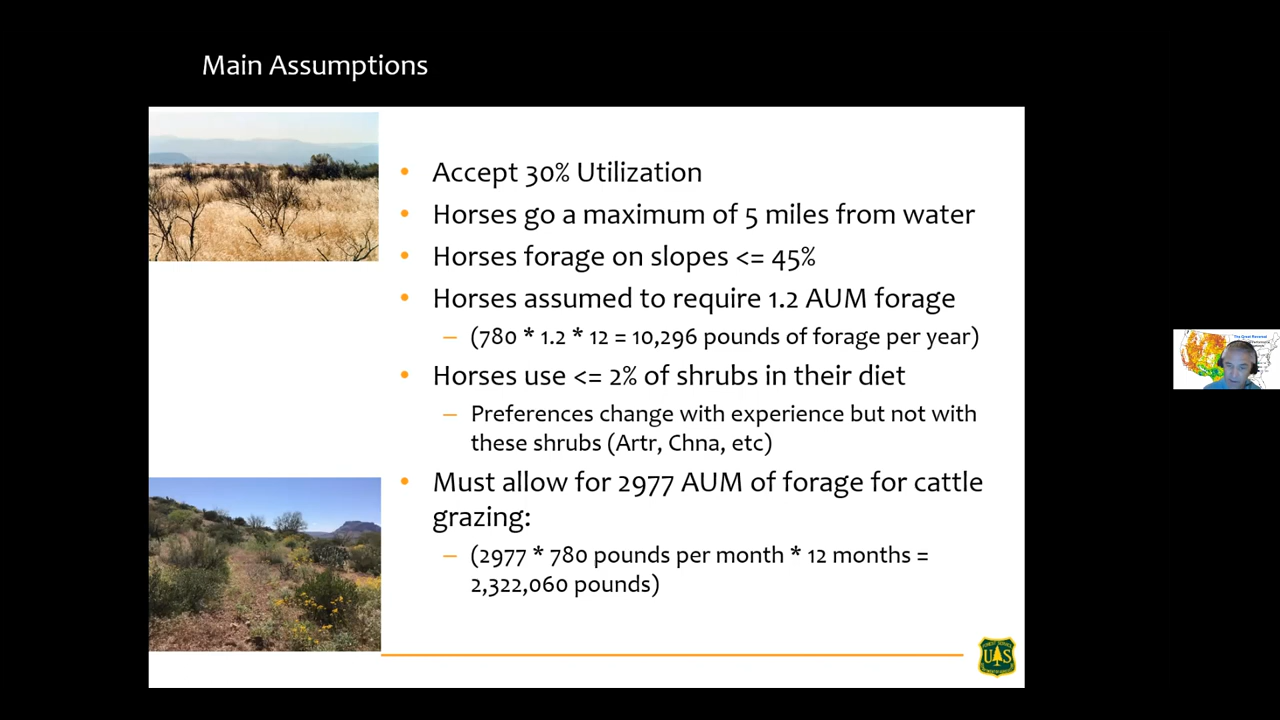 Main Assumptions
• Accept 30% Utilization
• Horses go a maximum of 5 miles from water
• Horses forage on slopes <= 45%
• Horses assumed to require 1.2 AUM forage
– (780 * 1.2 * 12 = 10,296 pounds of forage per year)
• Horses use <= 2% of shrubs in their diet
– Preferences change with experience but not with
these shrubs (Artr, Chna, etc)
• Must allow for 2977 AUM of forage for cattle
grazing:
– (2977 * 780 pounds per month * 12 months =
2,322,060 pounds)
U S